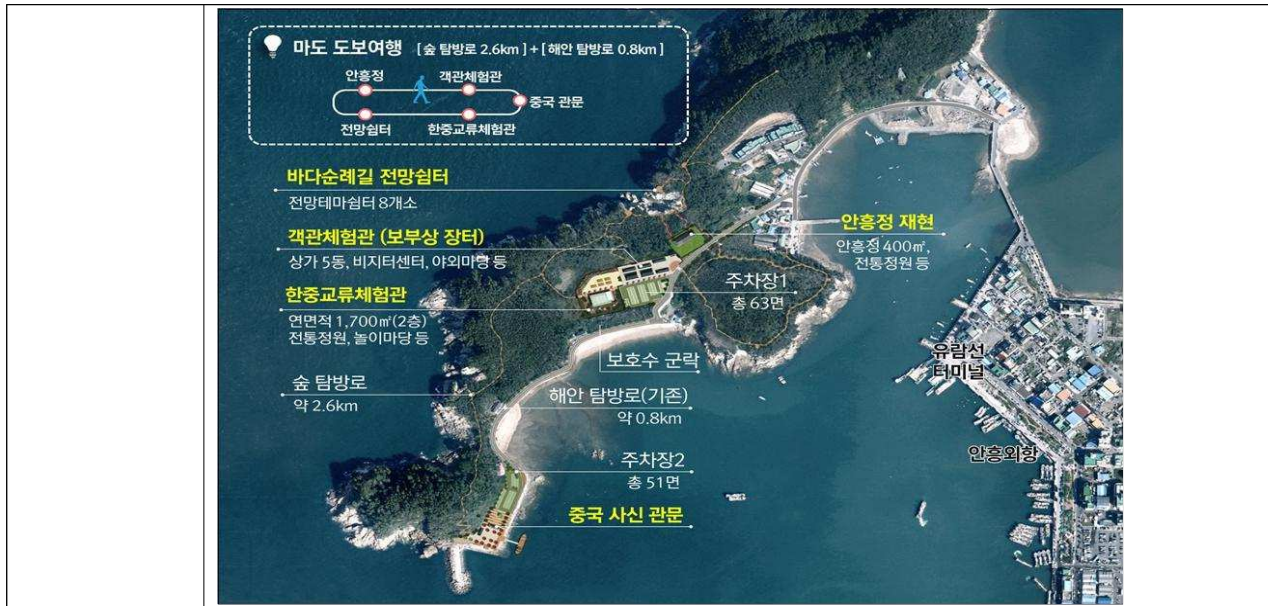 마도 도보여행 [숲 탐방로 2.6km] + [해안 탐방로 0.8km]
안흥정 객관체험관
중국 관문
전망쉼터 한중교류체험관
바다순례길 전망쉼터
전망테마쉼터 8개소
객관체험관 (보부상 장터)
상가 5동, 비지터센터, 야외마당 등
한중교류체험관
연면적 1,700㎡(2층)
전통정원, 놀이마당 등
숲 탐방로
약 2.6km
안흥정 재현
안흥정 400㎡,
전통정원 등
주차장1
총 63면
보호수 군락
해안 탐방로(기존)
약 0.8km
주차장2
총 51면
중국 사신 관문
유람선
터미널
안흥외항